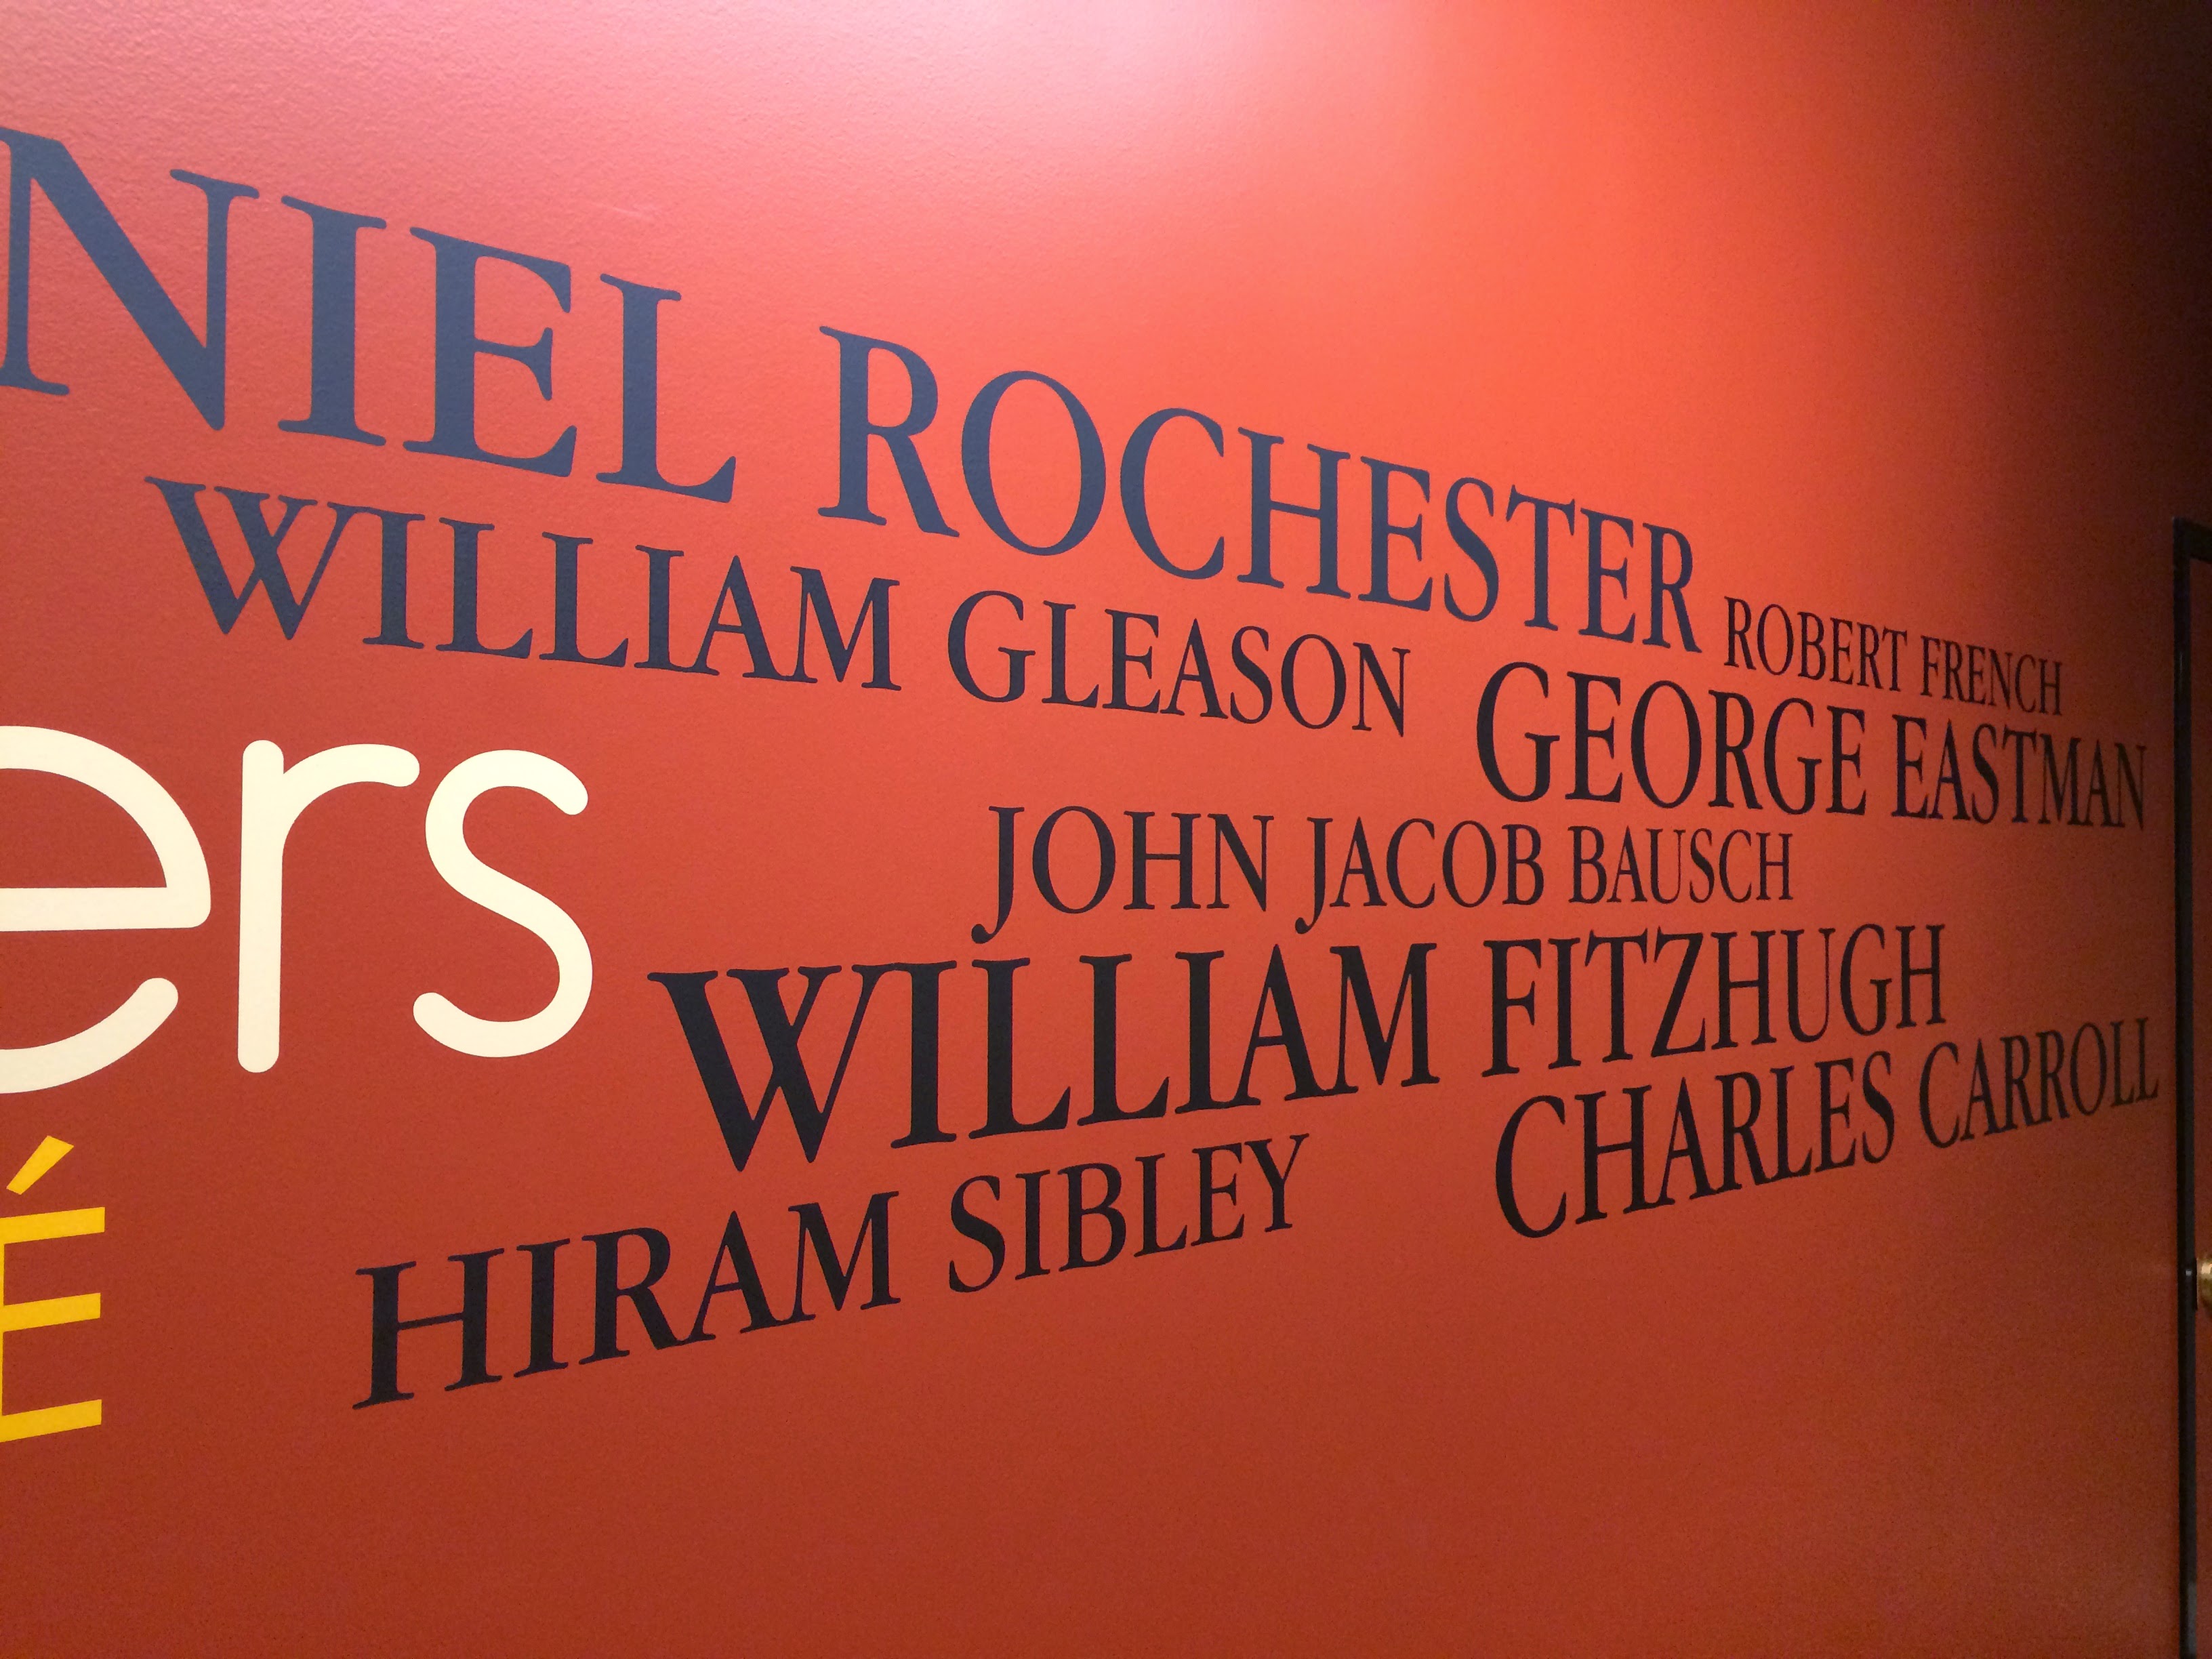 NIEL ROCHESTER
ROBERT FRENCH
WILLIAM GLEASON
GEORGE EASTMAN
ers
JOHN JACOB BAUSCH
WILLIAM FITZHUGH
É
HIRAM SIBLEY
CHARLES CARROLL